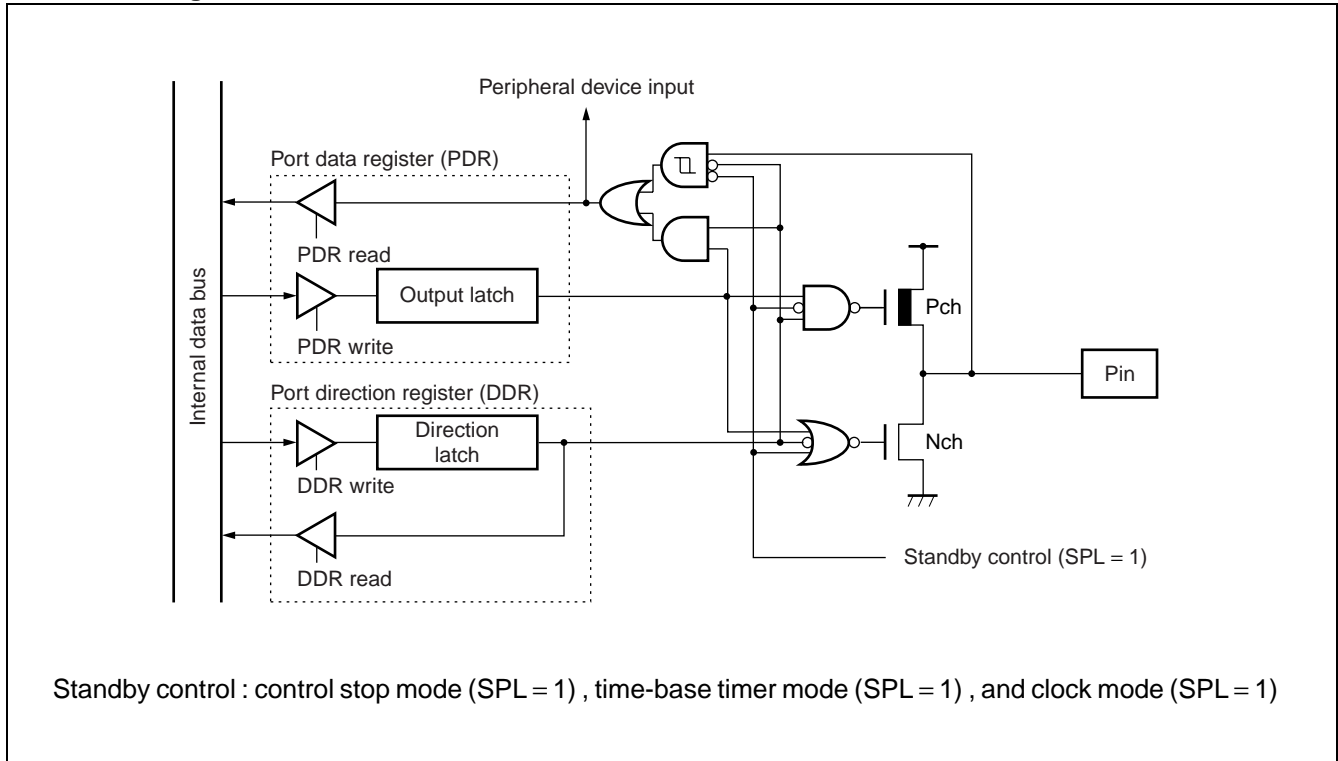 Peripheral device input
Port data register (PDR)
PDR read
Output latch
Pch
PDR write
Internal data bus
Pin
Port direction register (DDR)
Direction
latch
Nch
DDR write
Standby control (SPL = 1)
DDR read
Standby control : control stop mode (SPL = 1) , time-base timer mode (SPL = 1) , and clock mode (SPL = 1)